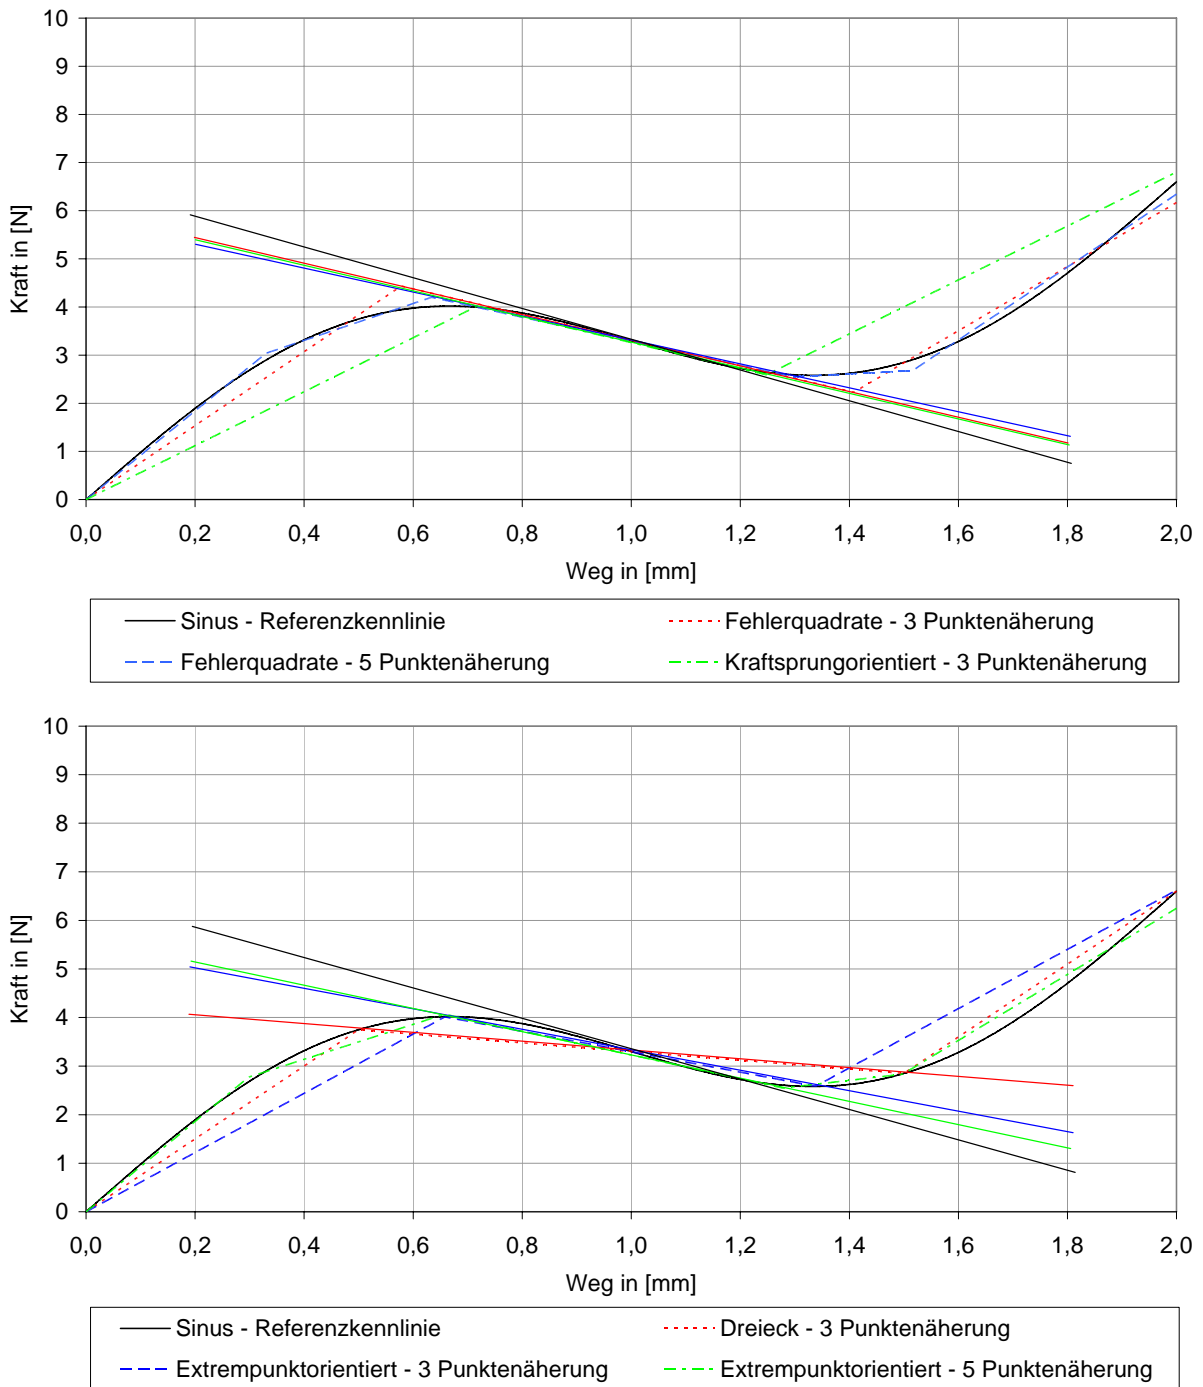 10
9
8
7
6
5
4
3
2
1
0
Kraft in [N]
0,0 0,2 0,4 0,6 0,8 1,0 1,2 1,4 1,6 1,8 2,0
Weg in [mm]
Sinus - Referenzkennlinie Fehlerquadrate - 3 Punktenäherung
Fehlerquadrate - 5 Punktenäherung Kraftsprungorientiert - 3 Punktenäherung
10
9
8
7
6
5
4
3
2
1
0
Kraft in [N]
0,0 0,2 0,4 0,6 0,8 1,0 1,2 1,4 1,6 1,8 2,0
Weg in [mm]
Sinus - Referenzkennlinie Dreieck - 3 Punktenäherung
Extrempunktorientiert - 3 Punktenäherung Extrempunktorientiert - 5 Punktenäherung